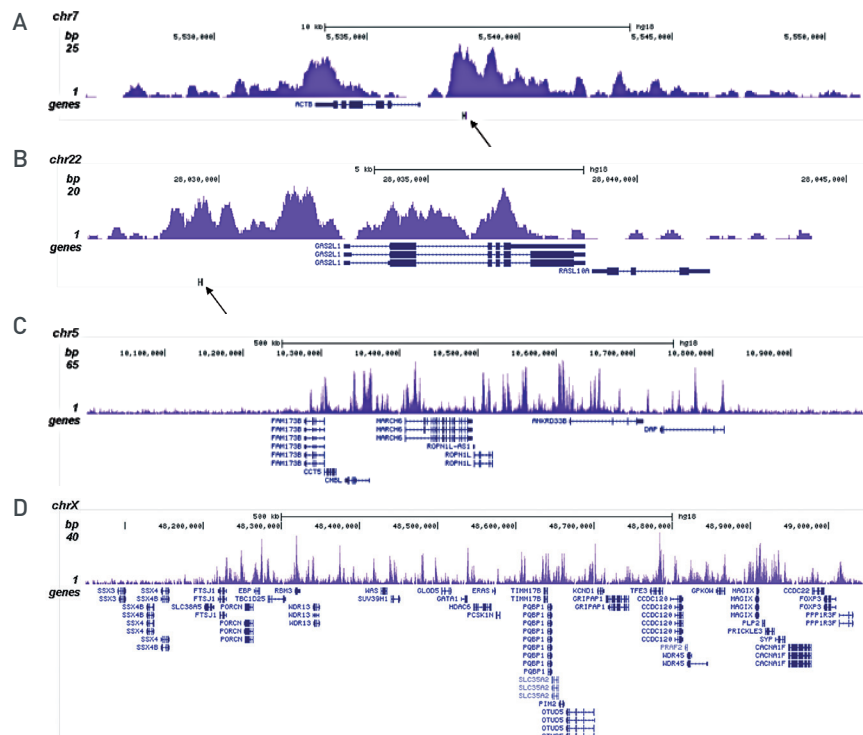 A
chr7
10 kb hg18
bp 5,530,000 5,535,000 5,540,000 5,545,000 5,550,000
25
1
genes
ACTB
B
chr22
5 kb hg18
bp 28,030,000 28,035,000 28,040,000 28,045,000
20
1
genes
GAS2L1
GAS2L1
GAS2L1
RASL10A
C
chr5
500 kb hg18
bp 10,100,000 10,200,000 10,300,000 10,400,000 10,500,000 10,600,000 10,700,000 10,800,000 10,900,000
65
1
genes
FAM173B MARCH6 ANKRD33B
FAM173B MARCH6 DAP
FAM173B MARCH6
FAM173B ROPN1L-AS1
FAM173B ROPN1L
FAM173B ROPN1L
CCT5
CMBL
D
chrX
500 kb hg18
bp 48,200,000 48,300,000 48,400,000 48,500,000 48,600,000 48,700,000 48,800,000 48,900,000 49,000,000
40
1
genes
SSX3 SSX4 FTSJ1 EBP RBM3 WAS GLOD5 ERAS TIMM17B KCND1 TFE3 GPKOW MAGIX CCDC22
SSX3 SSX4B FTSJ1 TBC1D25 SUV39H1 GATA1 TIMM17B GRIPAP1 CCDC120 MAGIX FOXP3
SSX4B SLC38A5 PORCN WDR13 HDAC6 PQBP1 GRIPAP1 CCDC120 MAGIX FOXP3
SSX4B FTSJ1 PORCN WDR13 PCSK1N PQBP1 CCDC120 MAGIX PPP1R3F
SSX4 PORCN WDR13 PQBP1 CCDC120 PLP2 PPP1R3F
SSX4 PORCN PQBP1 CCDC120 PRICKLE3
SSX4 PORCN PQBP1 CCDC120 SYP
SSX4B PQBP1 PRAF2 CACNA1F
PQBP1 WDR45 CACNA1F
PQBP1 WDR45 CACNA1F
PQBP1
SLC35A2
SLC35A2
SLC35A2
PIM2
OTUD5
OTUD5
OTUD5